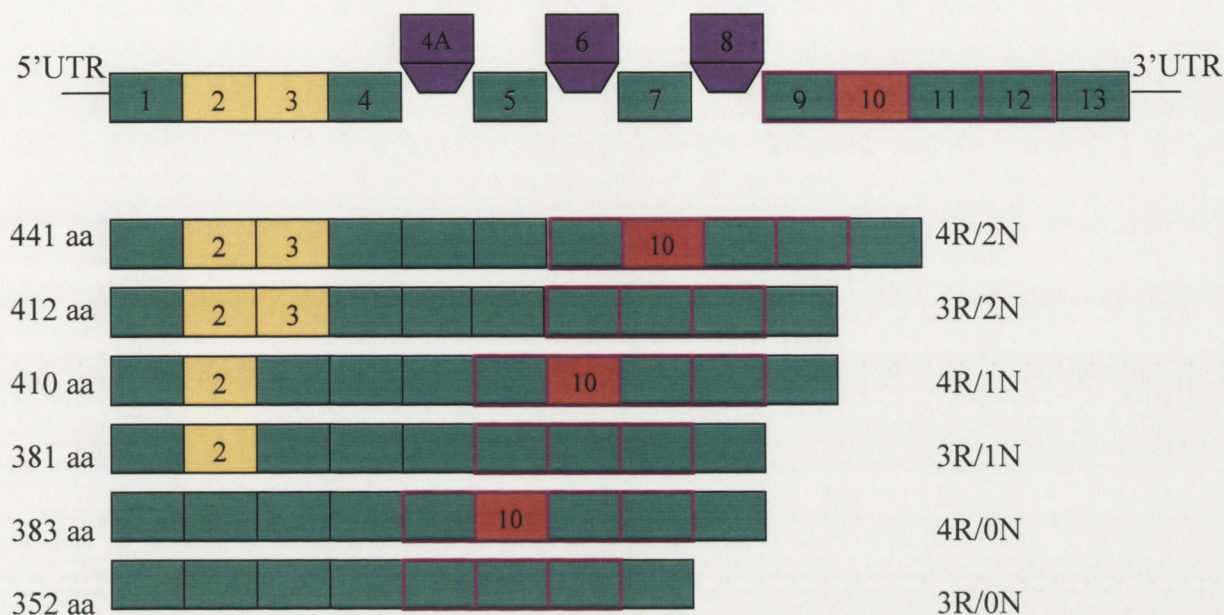 4A 6 8
5'UTR 1 2 3 4 5 7 9 10 11 12 13 3'UTR
441 aa 2 3 10 4R/2N
412 aa 2 3 3R/2N
410 aa 2 10 4R/1N
381 aa 2 3R/1N
383 aa 10 4R/0N
352 aa 3R/0N